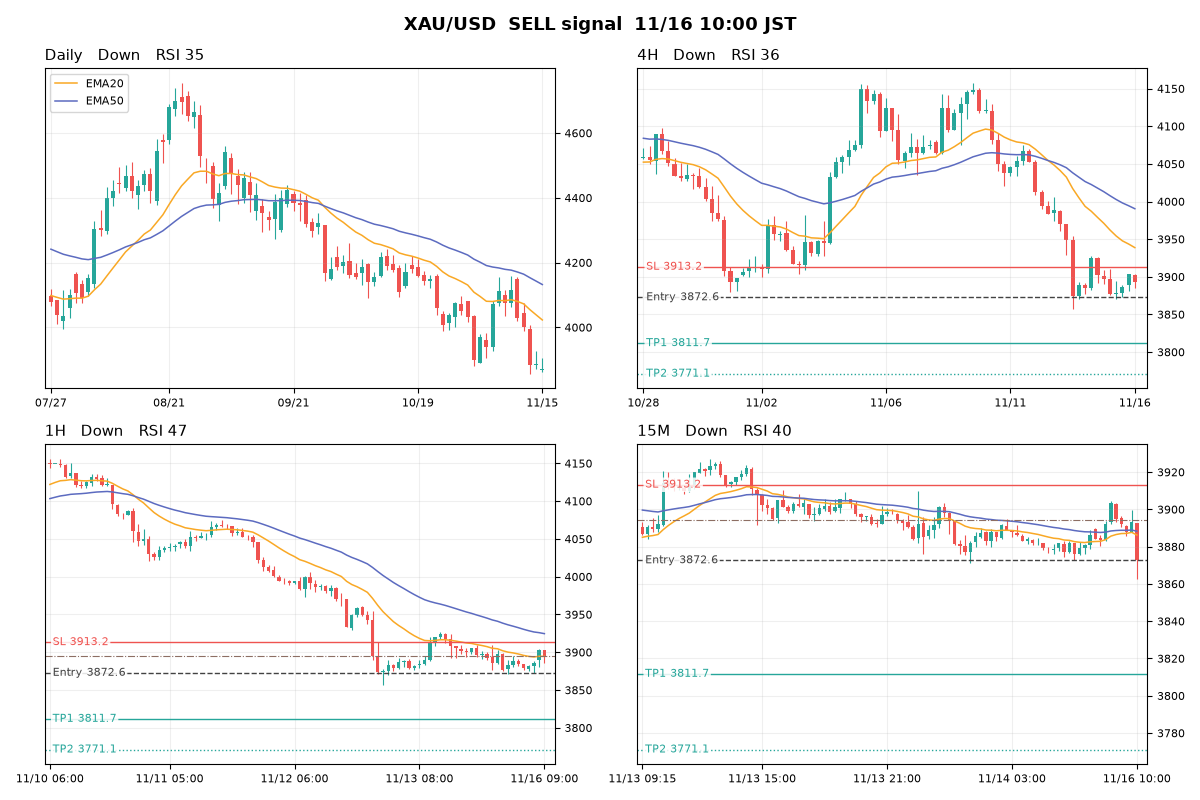 XAU/USD  SELL signal  11/16 10:00 JST
Daily   Down   RSI 35
EMA20
EMA50
4600
4400
4200
4000
07/27
08/21
09/21
10/19
11/15
4H   Down   RSI 36
4150
4100
4050
4000
3950
3900
3850
3800
SL 3913.2
Entry 3872.6
TP1 3811.7
TP2 3771.1
10/28
11/02
11/06
11/11
11/16
1H   Down   RSI 47
4150
4100
4050
4000
3950
3900
3850
3800
SL 3913.2
Entry 3872.6
TP1 3811.7
TP2 3771.1
11/10 06:00
11/11 05:00
11/12 06:00
11/13 08:00
11/16 09:00
15M   Down   RSI 40
3920
3900
3880
3860
3840
3820
3800
3780
SL 3913.2
Entry 3872.6
TP1 3811.7
TP2 3771.1
11/13 09:15
11/13 15:00
11/13 21:00
11/14 03:00
11/16 10:00